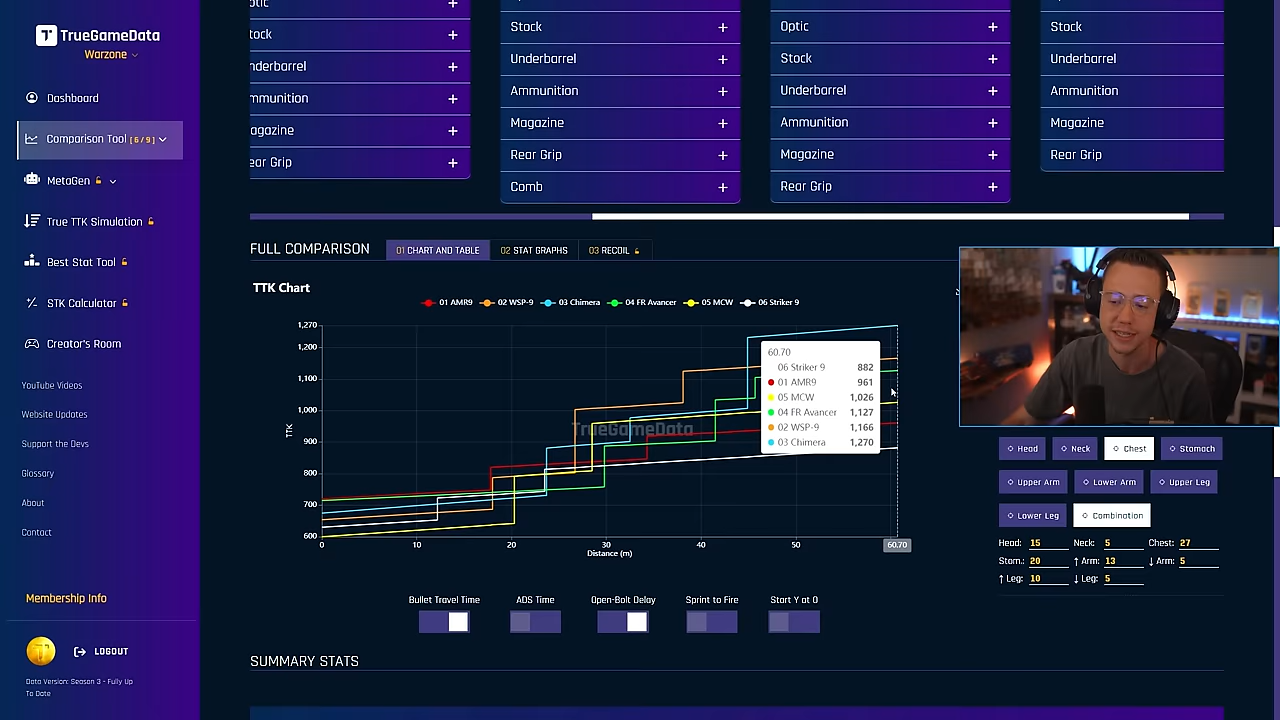 TrueGameData
Warzone
Dashboard
Comparison Tool [6/9]
MetaGen
True TTK Simulation
Best Stat Tool
STK Calculator
Creator's Room
YouTube Videos
Website Updates
Support the Devs
Glossary
About
Contact
Membership Info
LOGOUT
Data Version: Season 3 - Fully Up
To Date
tock
nderbarrel
mmunition
agazine
ear Grip
Stock
Underbarrel
Ammunition
Magazine
Rear Grip
Comb
Optic
Stock
Underbarrel
Ammunition
Magazine
Rear Grip
Stock
Underbarrel
Ammunition
Magazine
Rear Grip
FULL COMPARISON
01 CHART AND TABLE
02 STAT GRAPHS
03 RECOIL
TTK Chart
01 AMR9 02 WSP-9 03 Chimera 04 FR Avancer 05 MCW 06 Striker 9
1,270
1,200
1,100
1,000
900
800
700
600
TTK
TrueGameData
60.70
06 Striker 9 882
01 AMR9 961
05 MCW 1,026
04 FR Avancer 1,127
02 WSP-9 1,166
03 Chimera 1,270
0 10 20 30 40 50 60.70
Distance (m)
Bullet Travel Time ADS Time Open-Bolt Delay Sprint to Fire Start Y at 0
Head Neck Chest Stomach
Upper Arm Lower Arm Upper Leg
Lower Leg Combination
Head: 15 Neck: 5 Chest: 27
Stom.: 20 ↑ Arm: 13 ↓ Arm: 5
↑ Leg: 10 ↓ Leg: 5
SUMMARY STATS